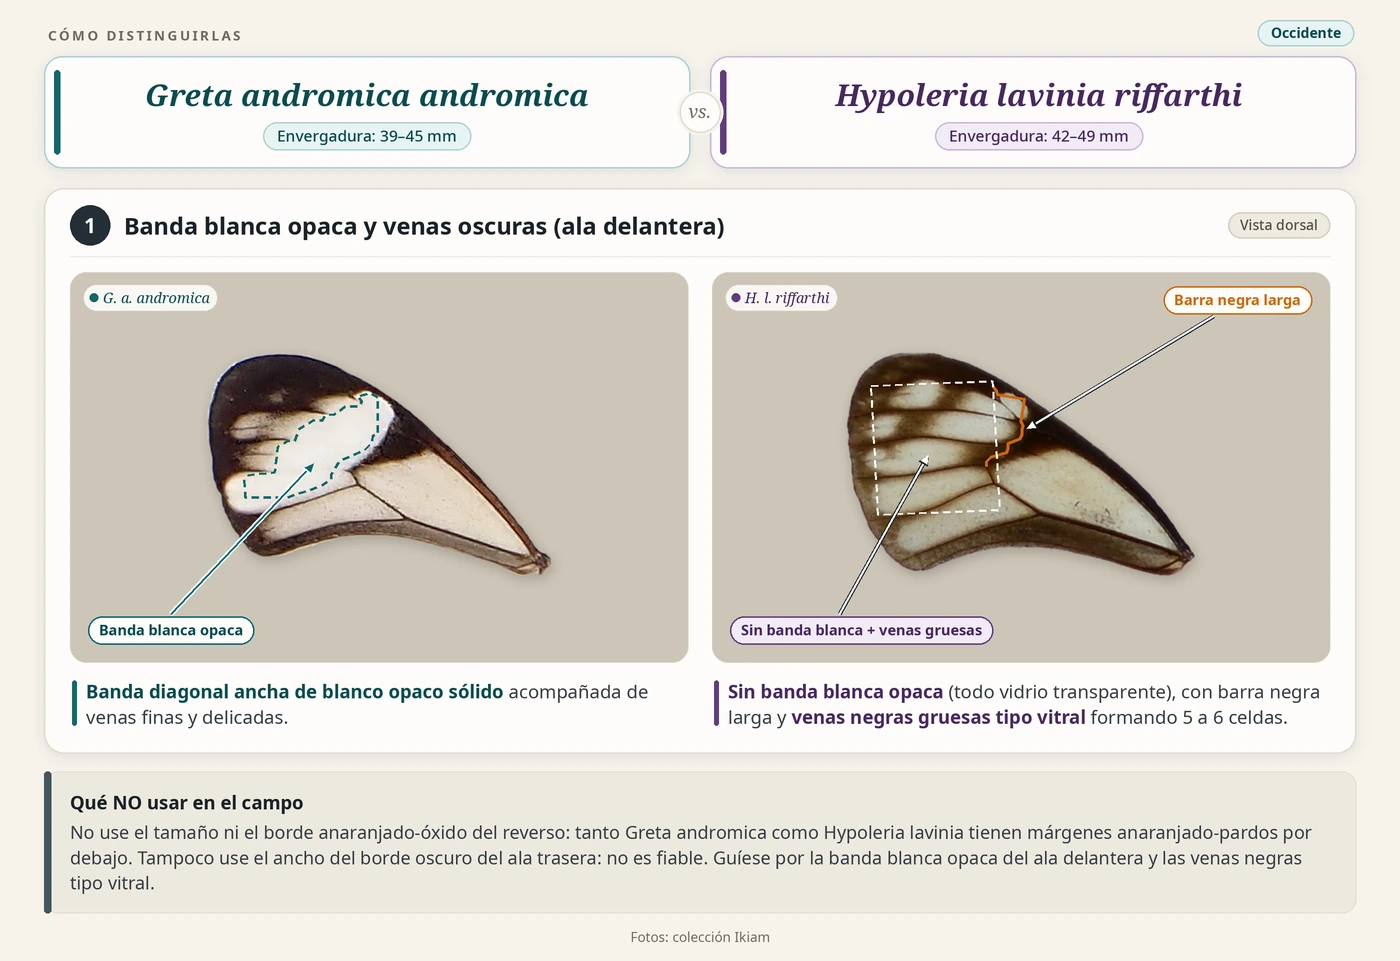 CÓMO DISTINGUIRLAS
Occidente
Greta andromica andromica
Envergadura: 39–45 mm
vs.
Hypoleria lavinia riffarthi
Envergadura: 42–49 mm
1
Banda blanca opaca y venas oscuras (ala delantera)
Vista dorsal
G. a. andromica
Banda blanca opaca
H. l. riffarthi
Barra negra larga
Sin banda blanca + venas gruesas
Banda diagonal ancha de blanco opaco sólido acompañada de
venas finas y delicadas.
Sin banda blanca opaca (todo vidrio transparente), con barra negra
larga y venas negras gruesas tipo vitral formando 5 a 6 celdas.
Qué NO usar en el campo
No use el tamaño ni el borde anaranjado-óxido del reverso: tanto Greta andromica como Hypoleria lavinia tienen márgenes anaranjado-pardos por
debajo. Tampoco use el ancho del borde oscuro del ala trasera: no es fiable. Guíese por la banda blanca opaca del ala delantera y las venas negras
tipo vitral.
Fotos: colección Ikiam